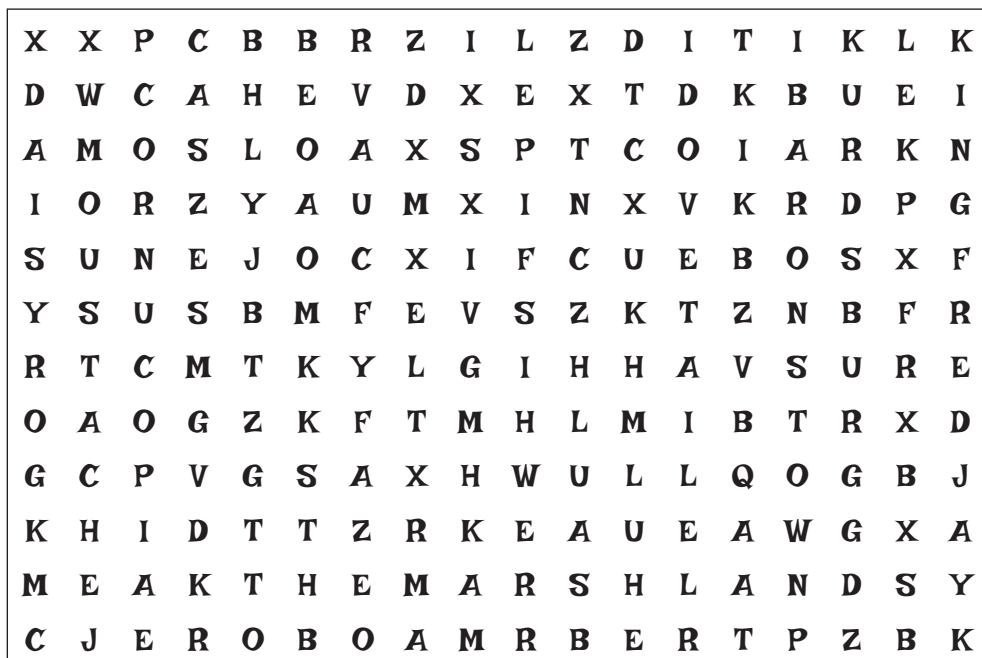 X X P C B B R Z I L Z D I T I K L K
D W C A H E V D X E X T D K B U E I
A M O S L O A X S P T C O I A R K N
I O R Z Y A U M X I N X V K R D P G
S U N E J O C X I F C U E B O S X F
Y S U S B M F E V S Z K T Z N B F R
R T C M T K Y L G I H H A V S U R E
O A O G Z K F T M H L M I B T R X D
G C P V G S A X H W U L L Q O G B J
K H I D T T Z R K E A U E A W G X A
M E A K T H E M A R S H L A N D S Y
C J E R O B O A M R B E R T P Z B K